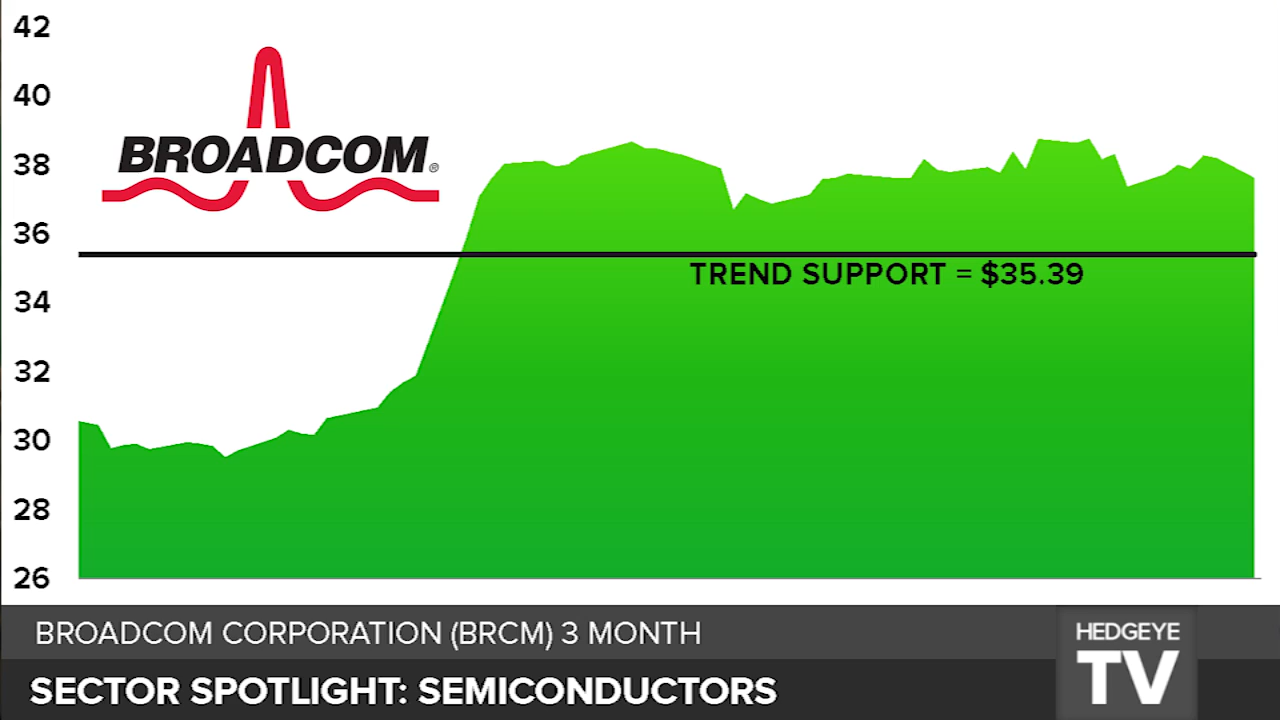 42
40
38
36
34
32
30
28
26
BROADCOM®
TREND SUPPORT = $35.39
BROADCOM CORPORATION (BRCM) 3 MONTH
SECTOR SPOTLIGHT: SEMICONDUCTORS
HEDGEYE
TV